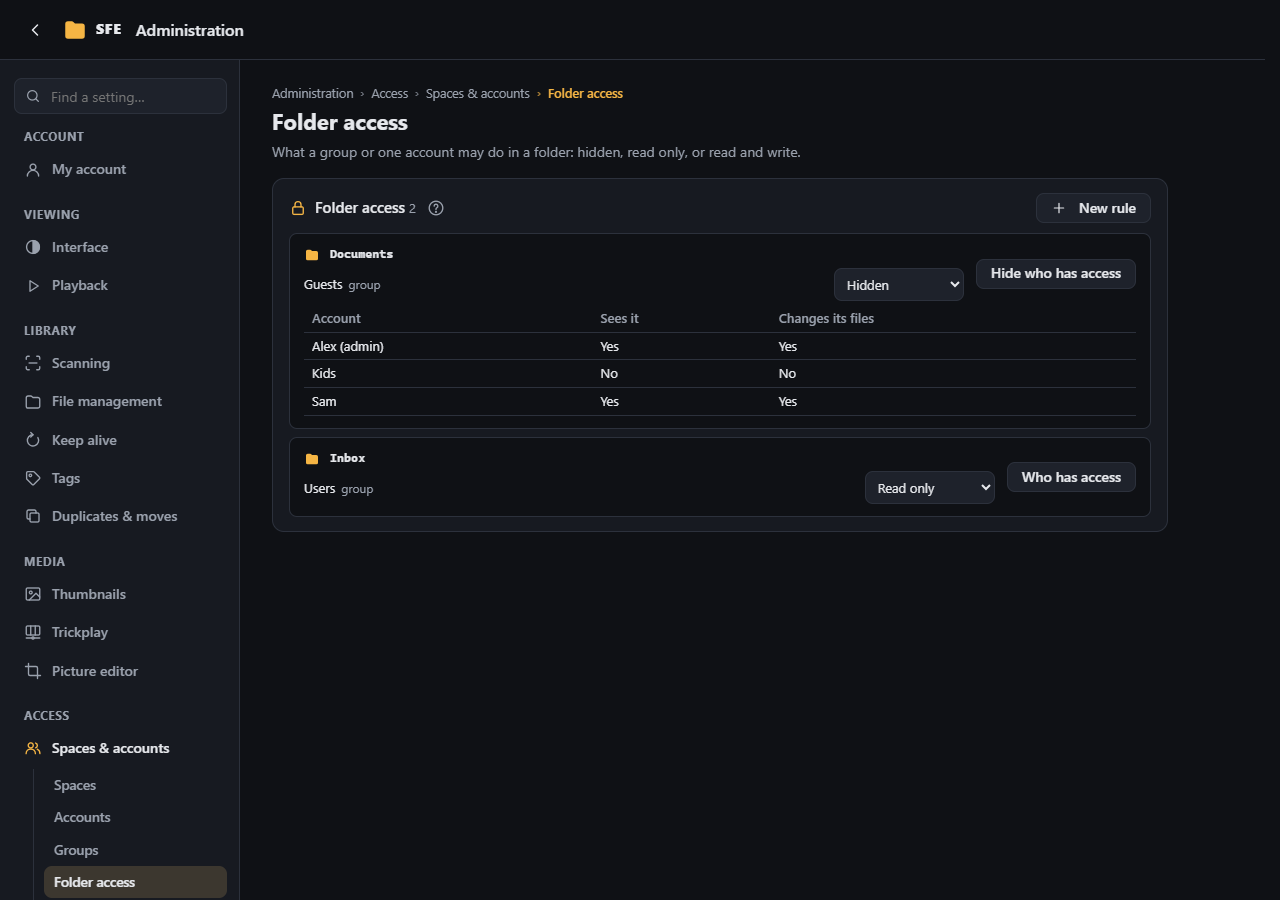 SFE Administration
Find a setting...
ACCOUNT
My account
VIEWING
Interface
Playback
LIBRARY
Scanning
File management
Keep alive
Tags
Duplicates & moves
MEDIA
Thumbnails
Trickplay
Picture editor
ACCESS
Spaces & accounts
Spaces
Accounts
Groups
Folder access
Administration › Access › Spaces & accounts › Folder access
Folder access
What a group or one account may do in a folder: hidden, read only, or read and write.
Folder access 2 ? + New rule
Documents
Guests group Hidden Hide who has access
Account Sees it Changes its files
Alex (admin) Yes Yes
Kids No No
Sam Yes Yes
Inbox
Users group Read only Who has access